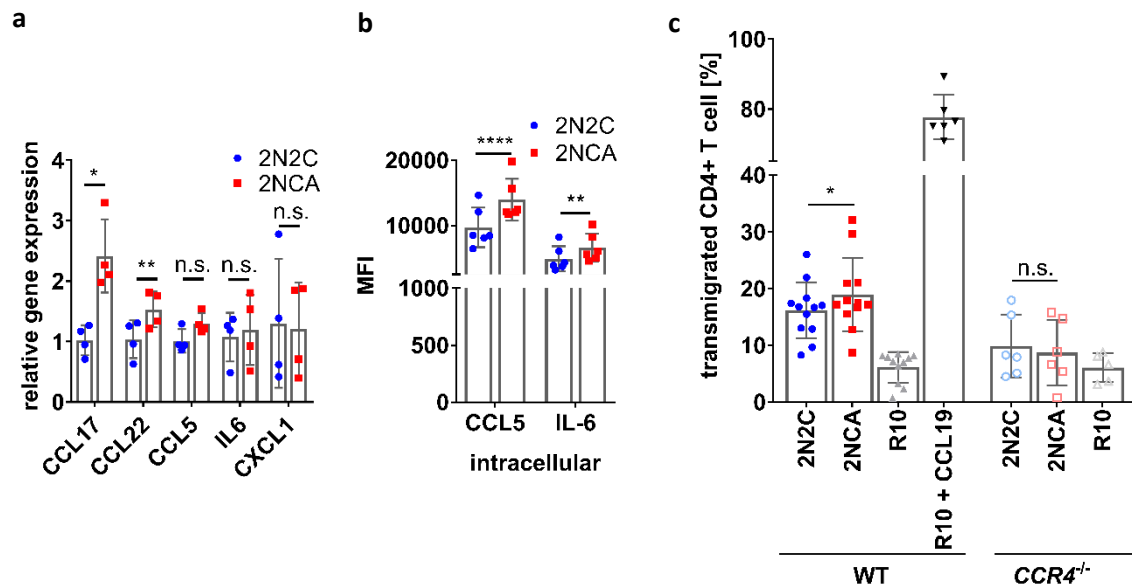 a
relative gene expression
4
3
2
1
0
2N2C
2NCA
*
**
n.s.
n.s.
n.s.
CCL17
CCL22
CCL5
IL6
CXCL1
b
MFI
20000
10000
1000
500
0
2N2C
2NCA
****
**
CCL5
IL-6
intracellular
c
transmigrated CD4+ T cell [%]
100
80
60
40
30
20
10
0
*
n.s.
2N2C
2NCA
R10
R10 + CCL19
2N2C
2NCA
R10
WT
CCR4-/-